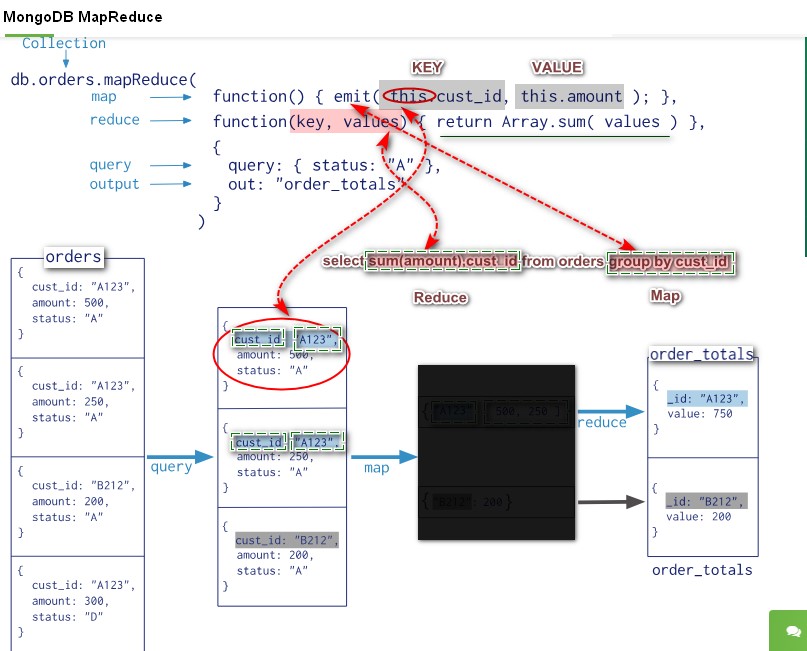 MongoDB MapReduce
Collection
KEY VALUE
db.orders.mapReduce(
map function() { emit( this.cust_id, this.amount ); },
reduce function(key, values) { return Array.sum( values ) },
{
query query: { status: "A" },
output out: "order_totals"
}
)
select sum(amount),cust_id from orders group by cust_id
Reduce Map
orders
{
cust_id: "A123",
amount: 500,
status: "A"
}
{
cust_id: "A123",
amount: 250,
status: "A"
}
{
cust_id: "B212",
amount: 200,
status: "A"
}
{
cust_id: "A123",
amount: 300,
status: "D"
}
query
{
cust_id "A123",
amount: 500,
status: "A"
}
{
cust_id "A123",
amount: 250,
status: "A"
}
{
cust_id: "B212",
amount: 200,
status: "A"
}
map
{"A123" [ 500, 250 ]
{"B212": 200}
reduce
order_totals
{
_id: "A123",
value: 750
}
{
_id: "B212",
value: 200
}
order_totals